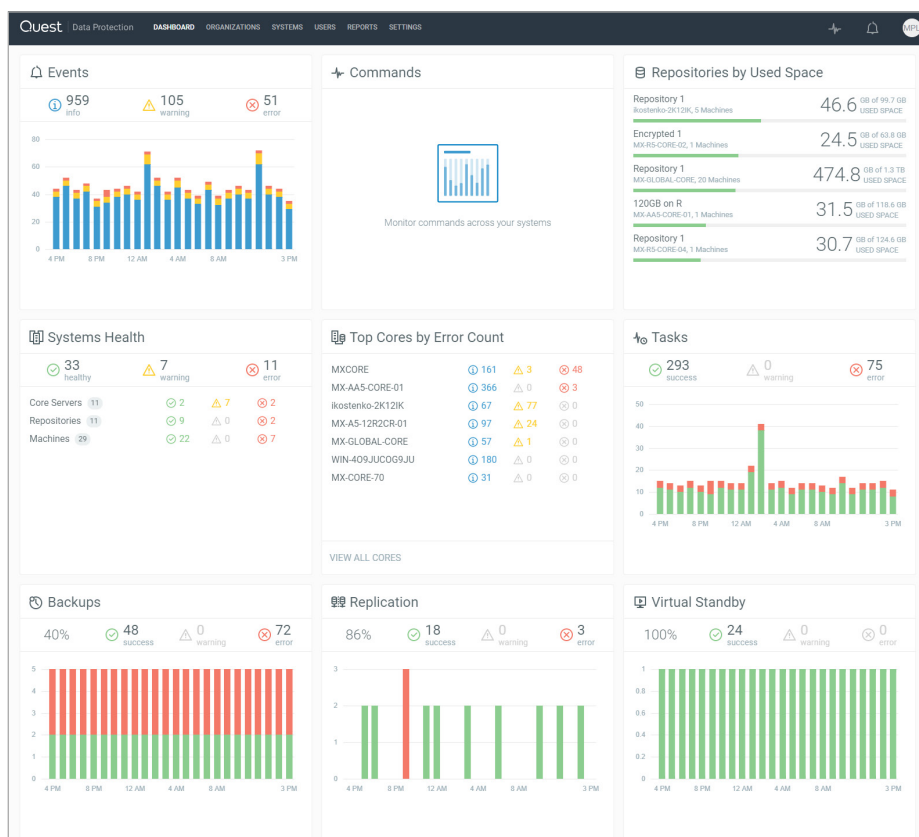 Quest Data Protection DASHBOARD ORGANIZATIONS SYSTEMS USERS REPORTS SETTINGS MPL
Events
959 info 105 warning 51 error
80
60
40
20
0
4 PM 8 PM 12 AM 4 AM 8 AM 3 PM
Commands
Monitor commands across your systems
Repositories by Used Space
Repository 1
ikostenko-2K12IK, 5 Machines
46.6 GB of 99.7 GB USED SPACE
Encrypted 1
MX-R5-CORE-02, 1 Machines
24.5 GB of 63.8 GB USED SPACE
Repository 1
MX-GLOBAL-CORE, 20 Machines
474.8 GB of 1.3 TB USED SPACE
120GB on R
MX-AA5-CORE-01, 1 Machines
31.5 GB of 118.6 GB USED SPACE
Repository 1
MX-R5-CORE-04, 1 Machines
30.7 GB of 124.6 GB USED SPACE
Systems Health
33 healthy 7 warning 11 error
Core Servers 11 2 7 2
Repositories 11 9 0 2
Machines 29 22 0 7
Top Cores by Error Count
MXCORE 161 3 48
MX-AA5-CORE-01 366 0 3
ikostenko-2K12IK 67 77 0
MX-A5-12R2CR-01 97 24 0
MX-GLOBAL-CORE 57 1 0
WIN-4O9JUCOG9JU 180 0 0
MX-CORE-70 31 0 0
VIEW ALL CORES
Tasks
293 success 0 warning 75 error
50
40
30
20
10
0
4 PM 8 PM 12 AM 4 AM 8 AM 3 PM
Backups
40% 48 success 0 warning 72 error
5
4
3
2
1
0
4 PM 8 PM 12 AM 4 AM 8 AM 3 PM
Replication
86% 18 success 0 warning 3 error
3
2
1
0
4 PM 8 PM 12 AM 4 AM 8 AM 3 PM
Virtual Standby
100% 24 success 0 warning 0 error
1
0.8
0.6
0.4
0.2
0
4 PM 8 PM 12 AM 4 AM 8 AM 3 PM